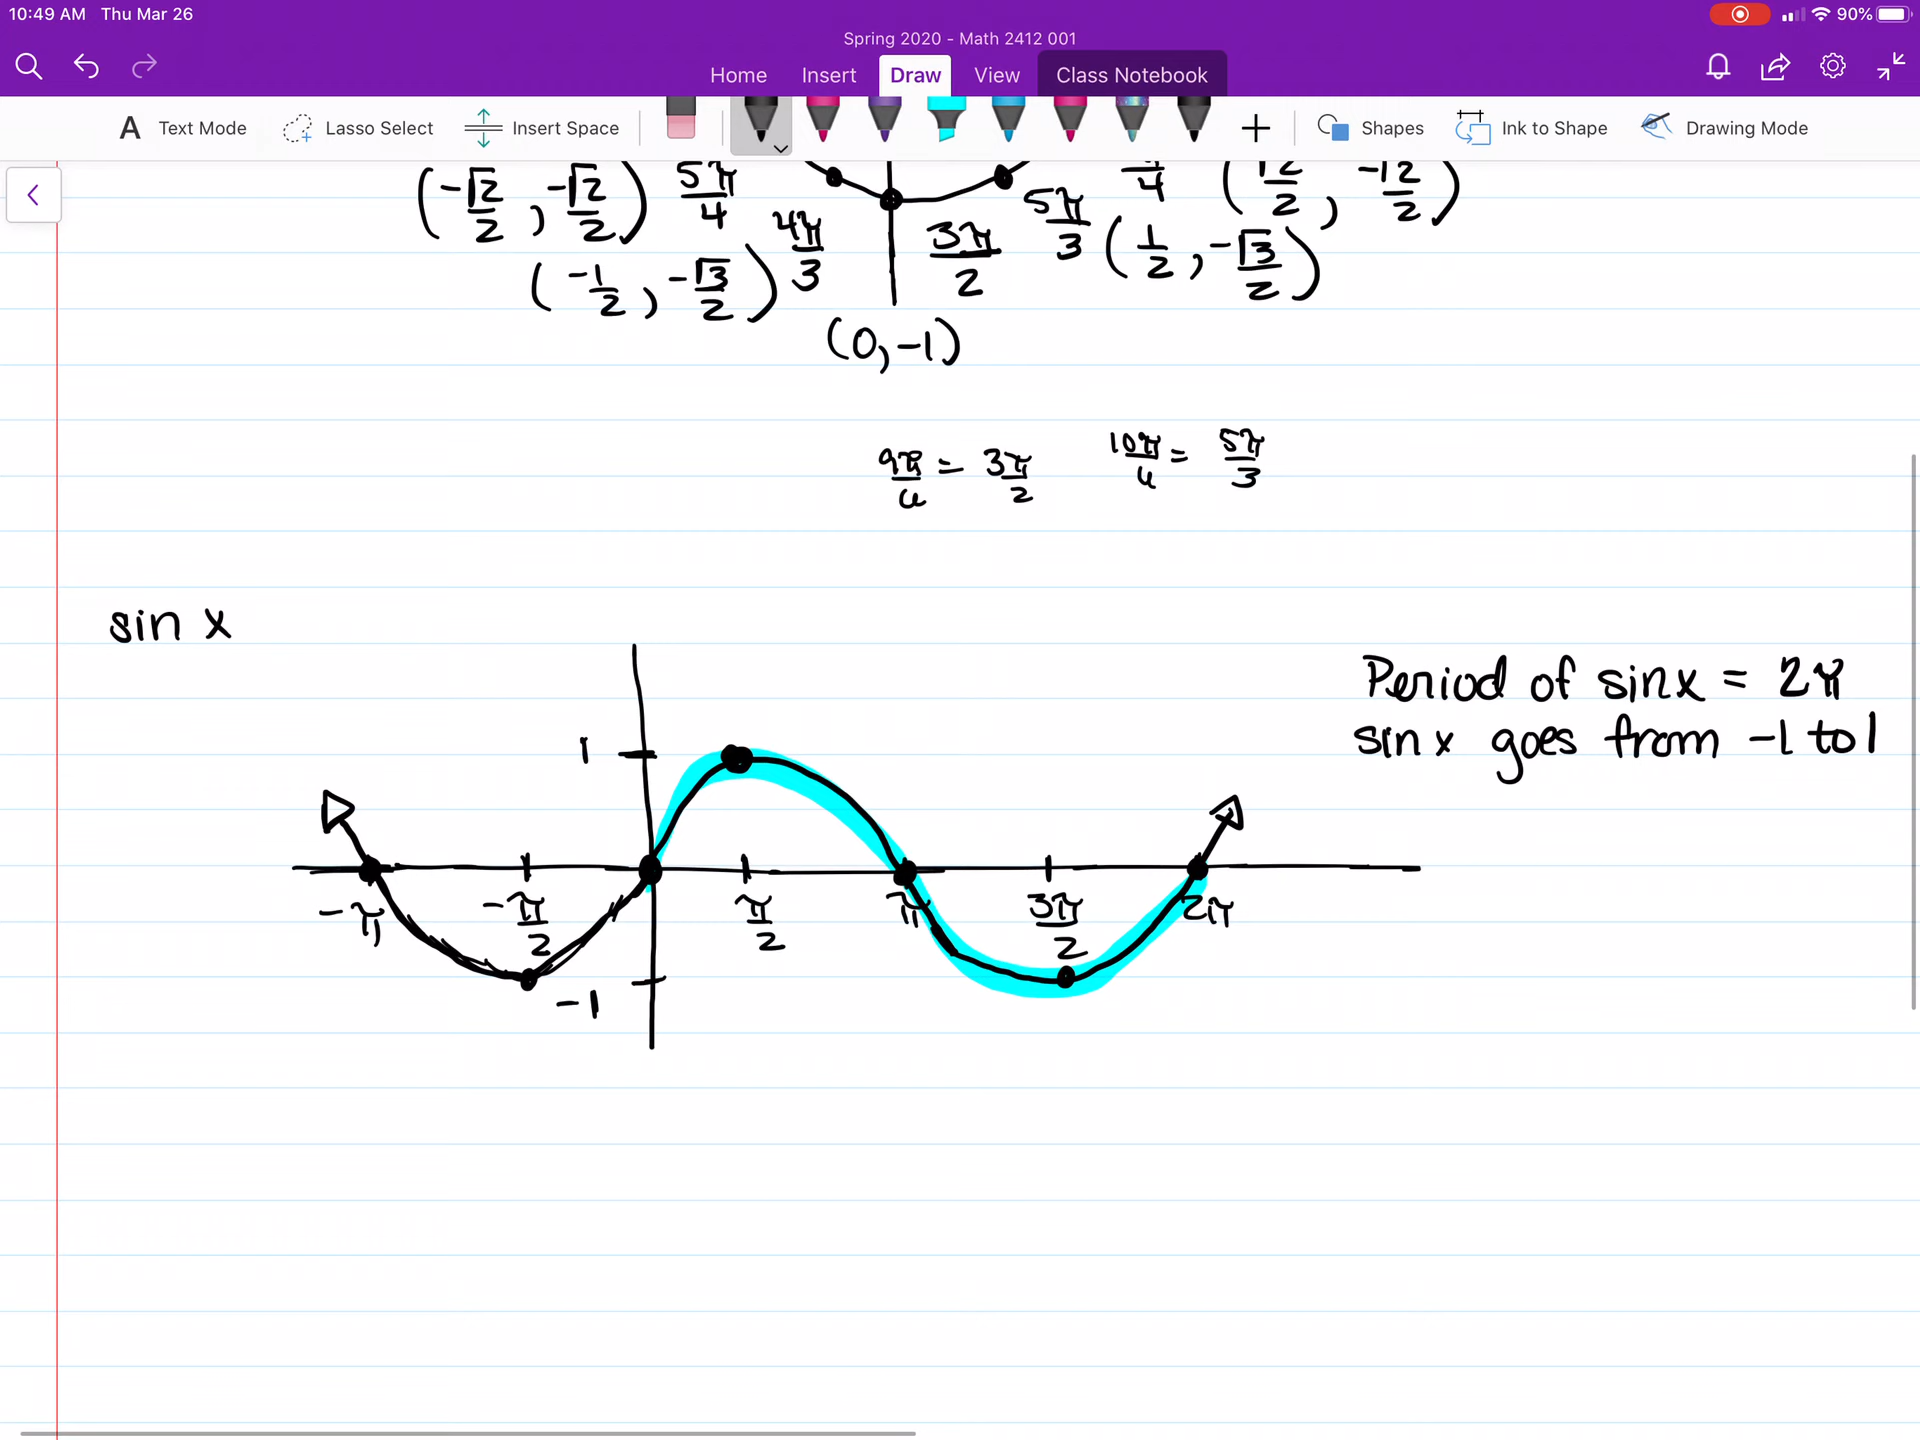 10:49 AM Thu Mar 26
90%
Spring 2020 - Math 2412 001
Home Insert Draw View Class Notebook
A Text Mode Lasso Select Insert Space Shapes Ink to Shape Drawing Mode
(-√2/2, -√2/2) 5π/4
4π/3
(-1/2, -√3/2)
3π/2
(0, -1)
5π/3 (1/2, -√3/2)
9π/6 = 3π/2 10π/6 = 5π/3
sin x
Period of sinx = 2π
sinx goes from -1 to 1
1
-π -π/2 π/2 π 3π/2 2π
-1